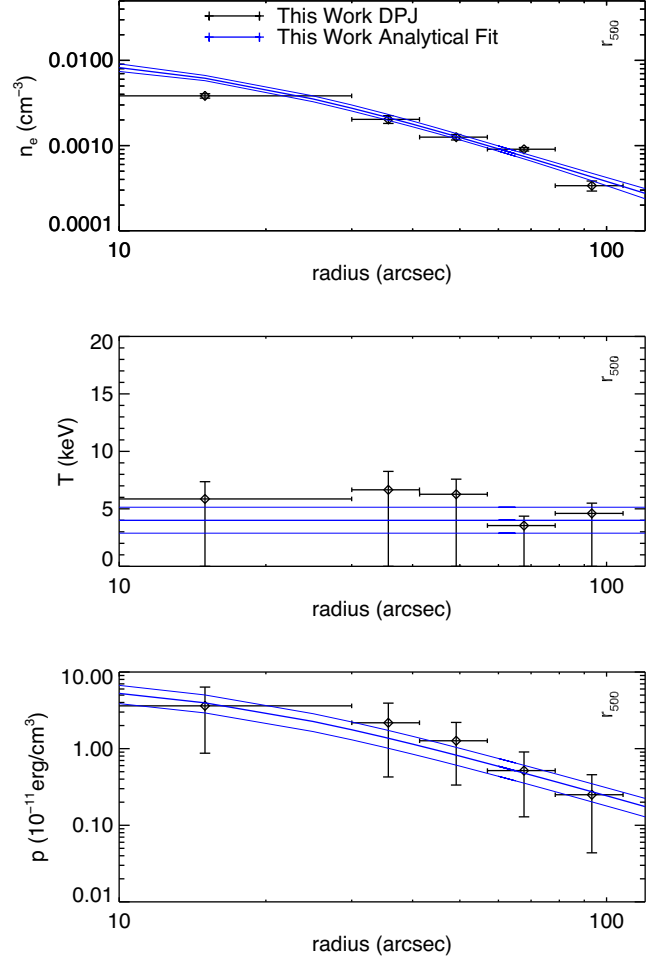 This Work DPJ
This Work Analytical Fit
r500
0.0100
0.0010
0.0001
ne (cm−3)
10 100
radius (arcsec)
r500
20
15
10
5
0
T (keV)
10 100
radius (arcsec)
r500
10.00
1.00
0.10
0.01
p (10−11erg/cm3)
10 100
radius (arcsec)